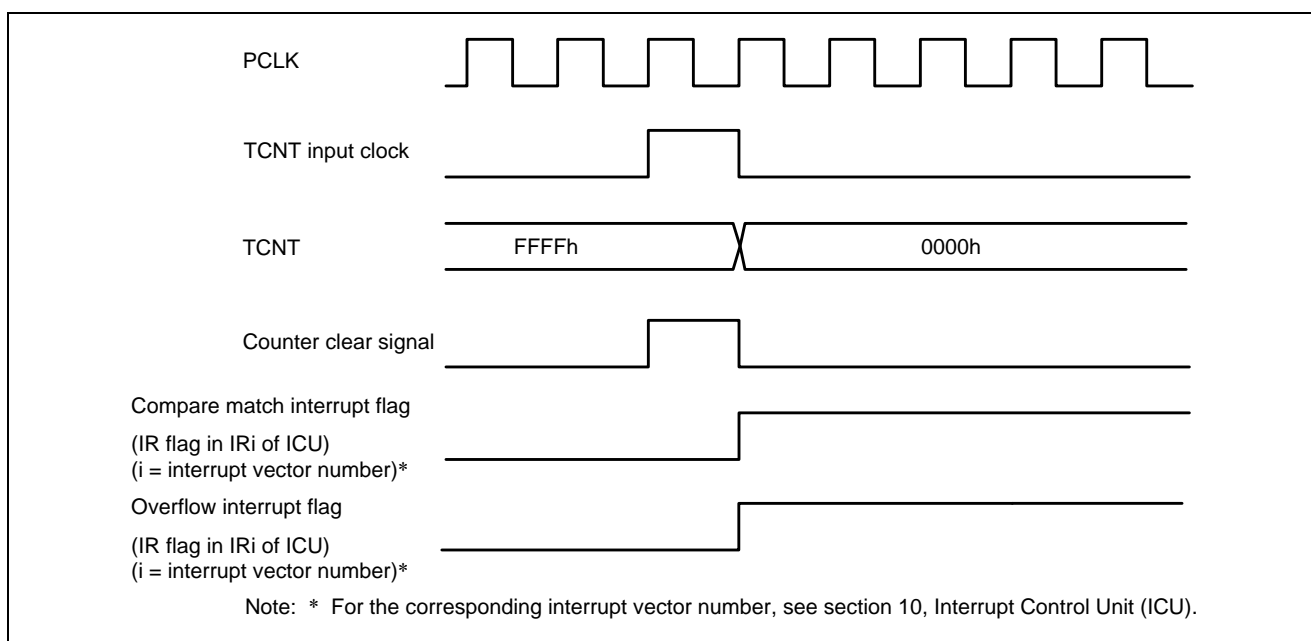 PCLK
TCNT input clock
TCNT
FFFFh
0000h
Counter clear signal
Compare match interrupt flag
(IR flag in IRi of ICU)
(i = interrupt vector number)*
Overflow interrupt flag
(IR flag in IRi of ICU)
(i = interrupt vector number)*
Note: * For the corresponding interrupt vector number, see section 10, Interrupt Control Unit (ICU).